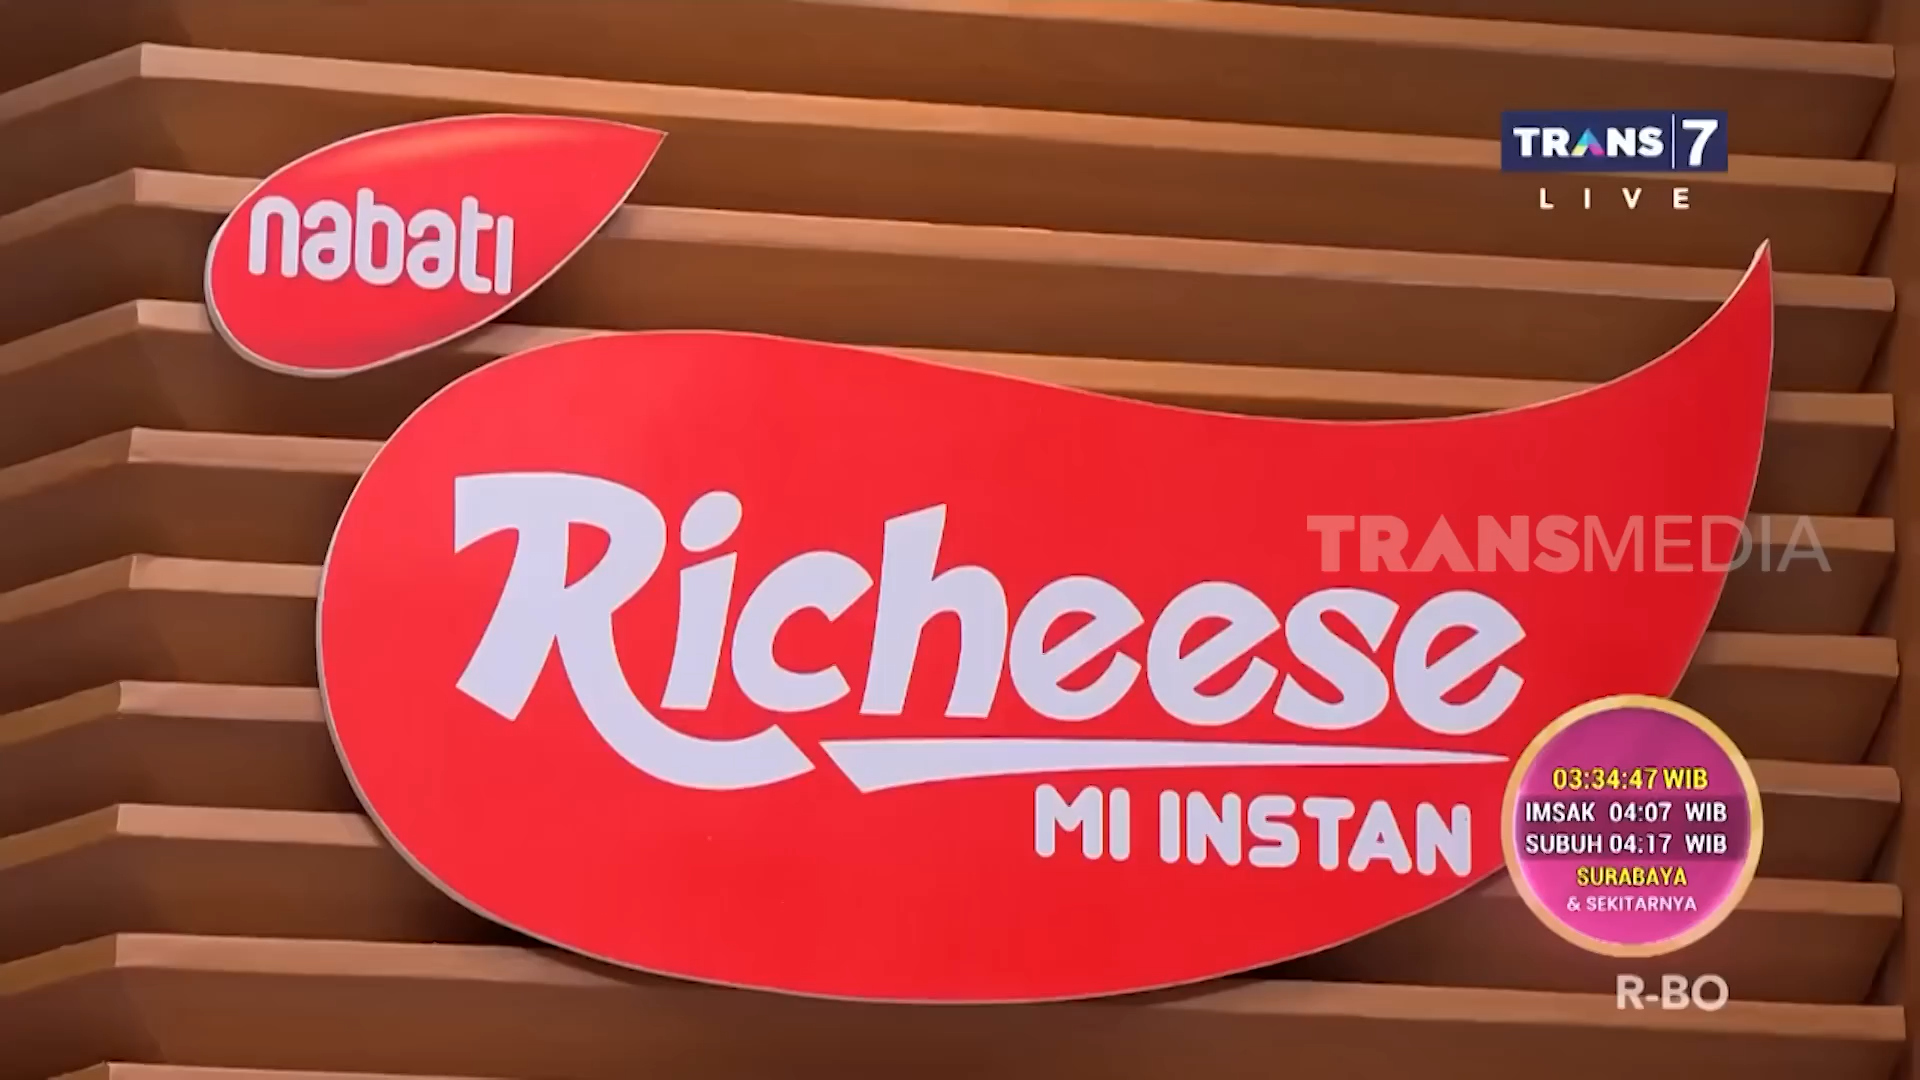 TRANS|7
LIVE
nabati
Richeese
MI INSTAN
TRANSMEDIA
03:34:47 WIB
IMSAK 04:07 WIB
SUBUH 04:17 WIB
SURABAYA
& SEKITARNYA
R-BO